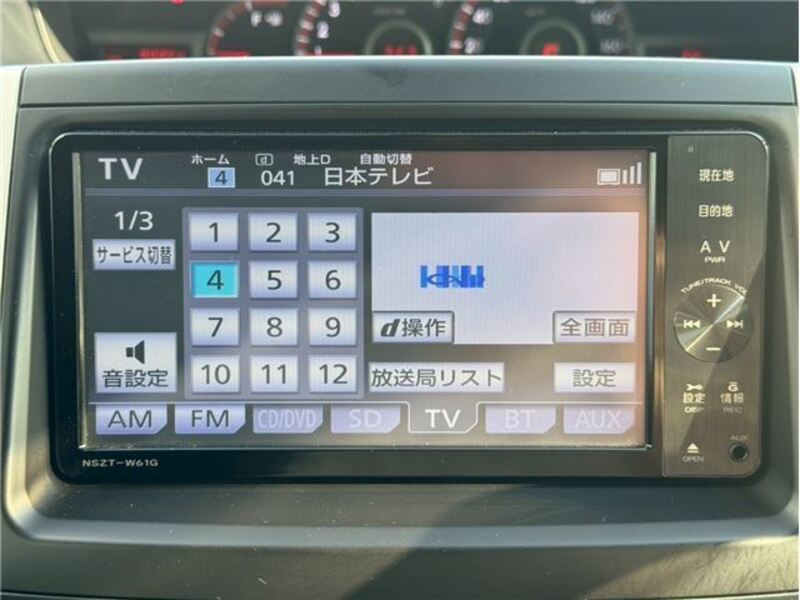 TV ホーム d 地上D 自動切替
4 041 日本テレビ
1/3
サービス切替
1 2 3
4 5 6
7 8 9
10 11 12
音設定
d操作 全画面
放送局リスト 設定
AM FM CD/DVD SD TV BT AUX
NSZT-W61G
現在地
目的地
AV
PWR
TUNE/TRACK VOL
設定 情報
DISP REC
OPEN AUX